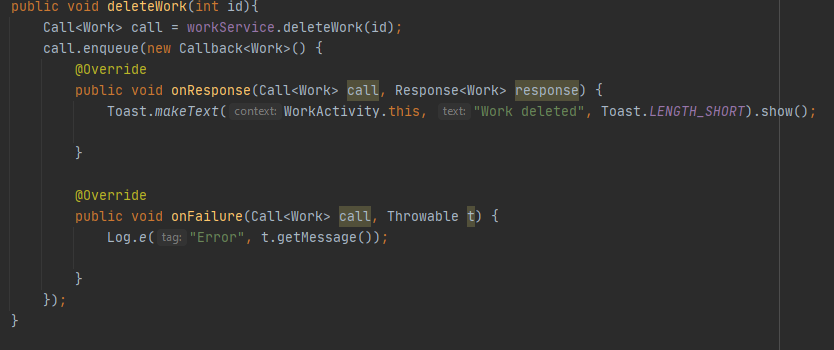 public void deleteWork(int id){
Call<Work> call = workService.deleteWork(id);
call.enqueue(new Callback<Work>() {
@Override
public void onResponse(Call<Work> call, Response<Work> response) {
Toast.makeText( context: WorkActivity.this, text: "Work deleted", Toast.LENGTH_SHORT).show();
}
@Override
public void onFailure(Call<Work> call, Throwable t) {
Log.e( tag: "Error", t.getMessage());
}
});
}